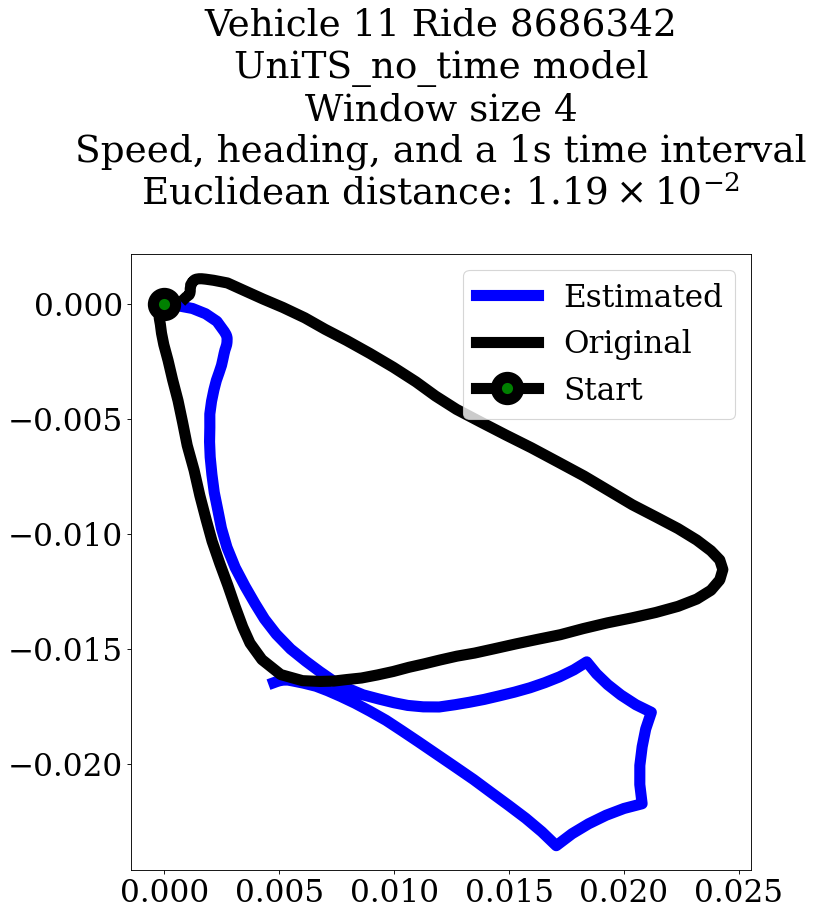 Vehicle 11 Ride 8686342
UniTS_no_time model
Window size 4
Speed, heading, and a 1s time interval
Euclidean distance: 1.19 × 10⁻²
Estimated
Original
Start
0.000
−0.005
−0.010
−0.015
−0.020
0.000 0.005 0.010 0.015 0.020 0.025